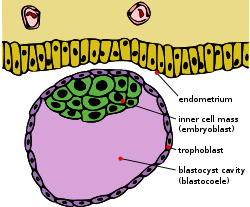 endometrium
inner cell mass
(embryoblast)
trophoblast
blastocyst cavity
(blastocoele)